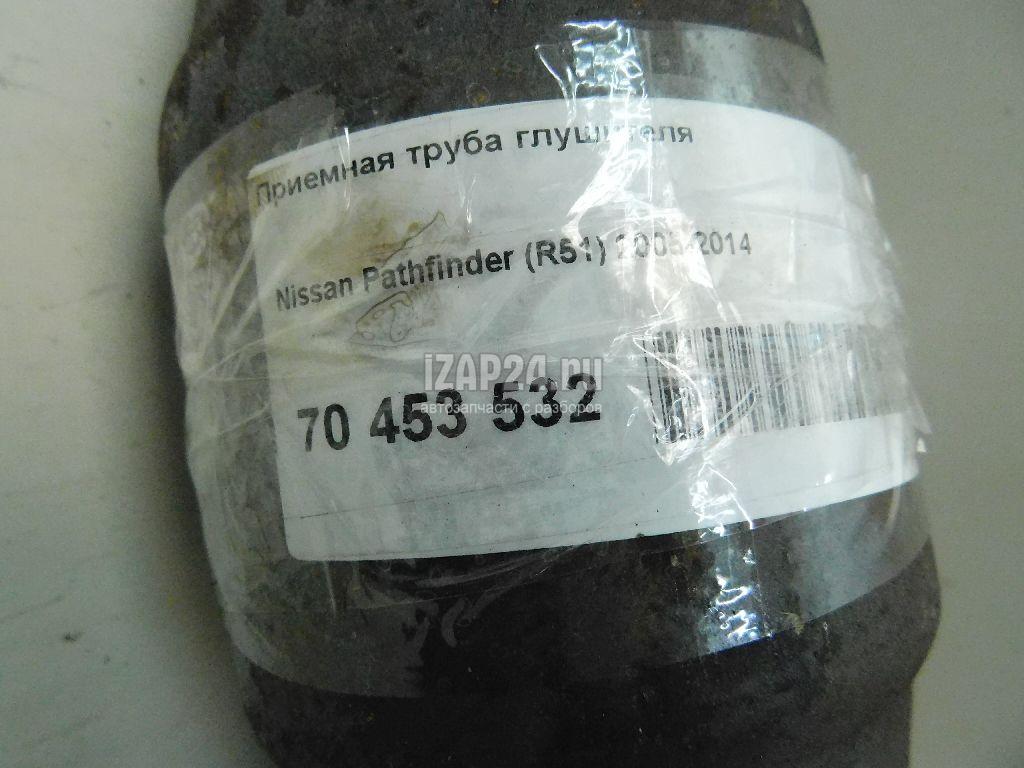 Приемная труба глушителя
Nissan Pathfinder (R51) 2005-2014
iZAP24.ru
автозапчасти с разборов
70 453 532